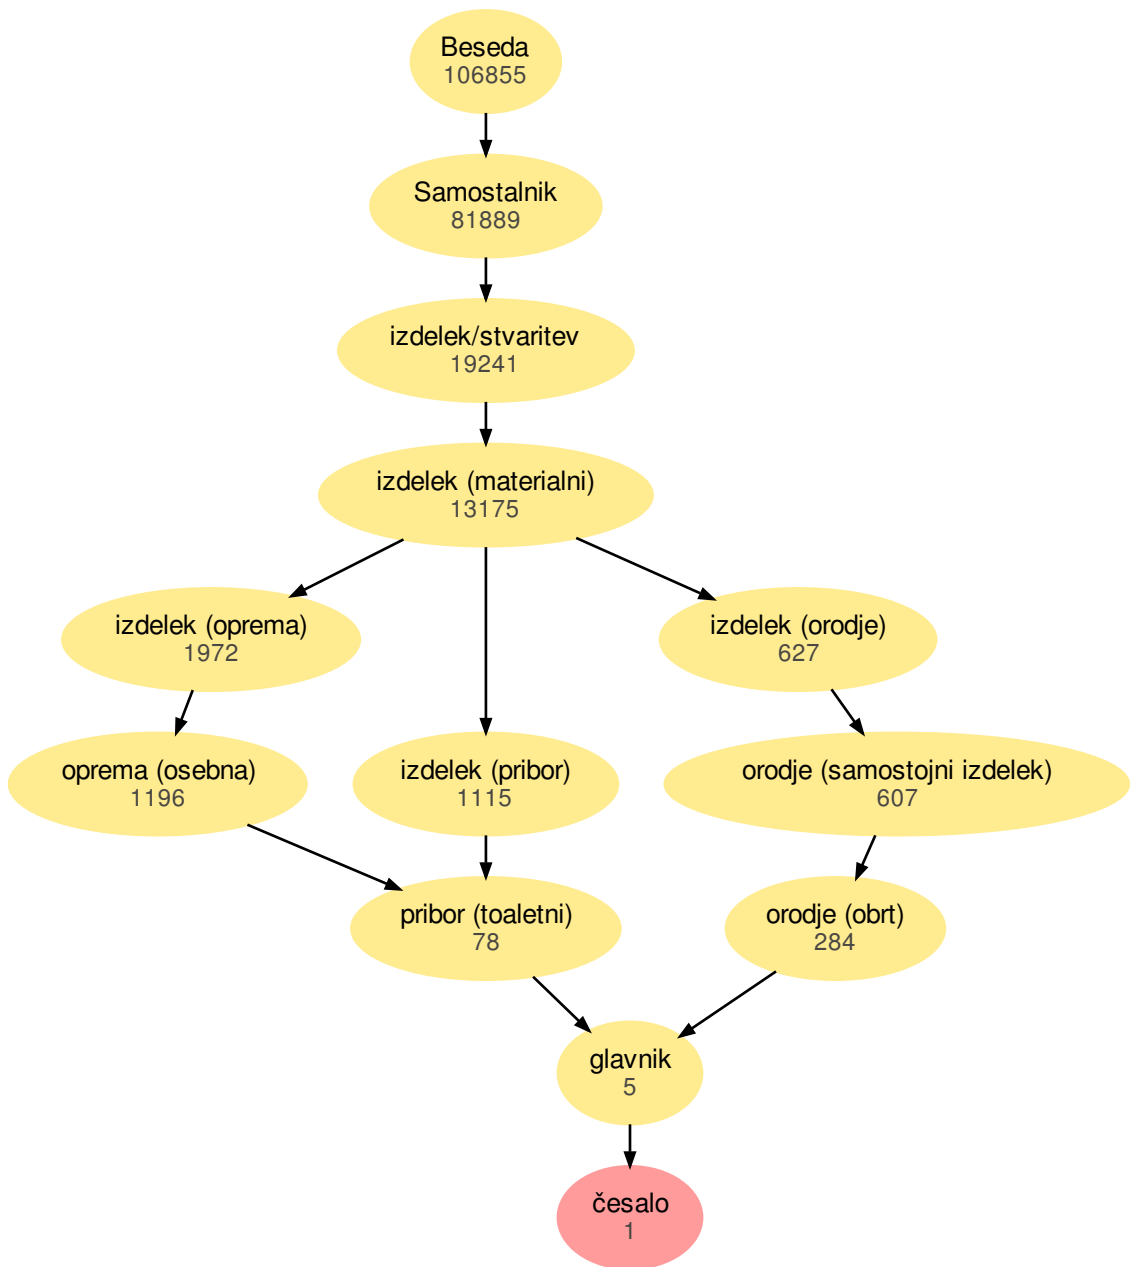 Beseda
106855
Samostalnik
81889
izdelek/stvaritev
19241
izdelek (materialni)
13175
izdelek (oprema)
1972
izdelek (orodje)
627
oprema (osebna)
1196
izdelek (pribor)
1115
orodje (samostojni izdelek)
607
pribor (toaletni)
78
orodje (obrt)
284
glavnik
5
česalo
1